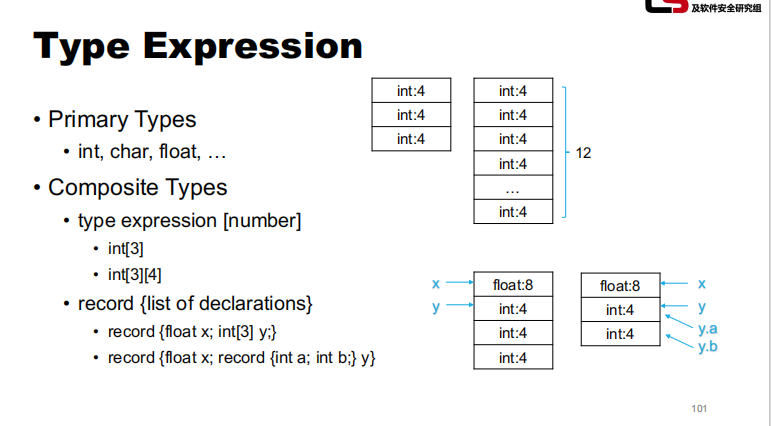 及软件安全研究组
Type Expression
• Primary Types
• int, char, float, …
• Composite Types
• type expression [number]
• int[3]
• int[3][4]
• record {list of declarations}
• record {float x; int[3] y;}
• record {float x; record {int a; int b;} y}
int:4
int:4
int:4
int:4
int:4
int:4
int:4
…
int:4
12
x
y
float:8
int:4
int:4
int:4
float:8
int:4
int:4
x
y
y.a
y.b
101